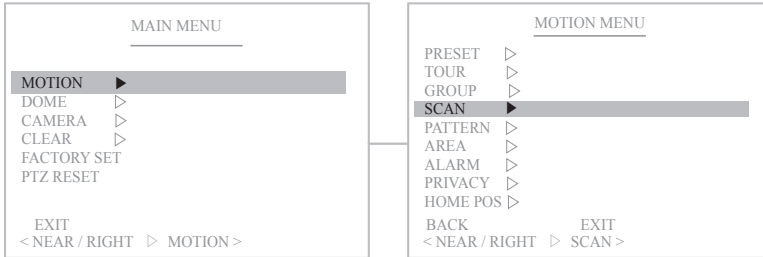 MAIN MENU
MOTION ▶
DOME ▷
CAMERA ▷
CLEAR ▷
FACTORY SET
PTZ RESET
EXIT
< NEAR / RIGHT ▷ MOTION >
MOTION MENU
PRESET ▷
TOUR ▷
GROUP ▷
SCAN ▶
PATTERN ▷
AREA ▷
ALARM ▷
PRIVACY ▷
HOME POS ▷
BACK EXIT
< NEAR / RIGHT ▷ SCAN >